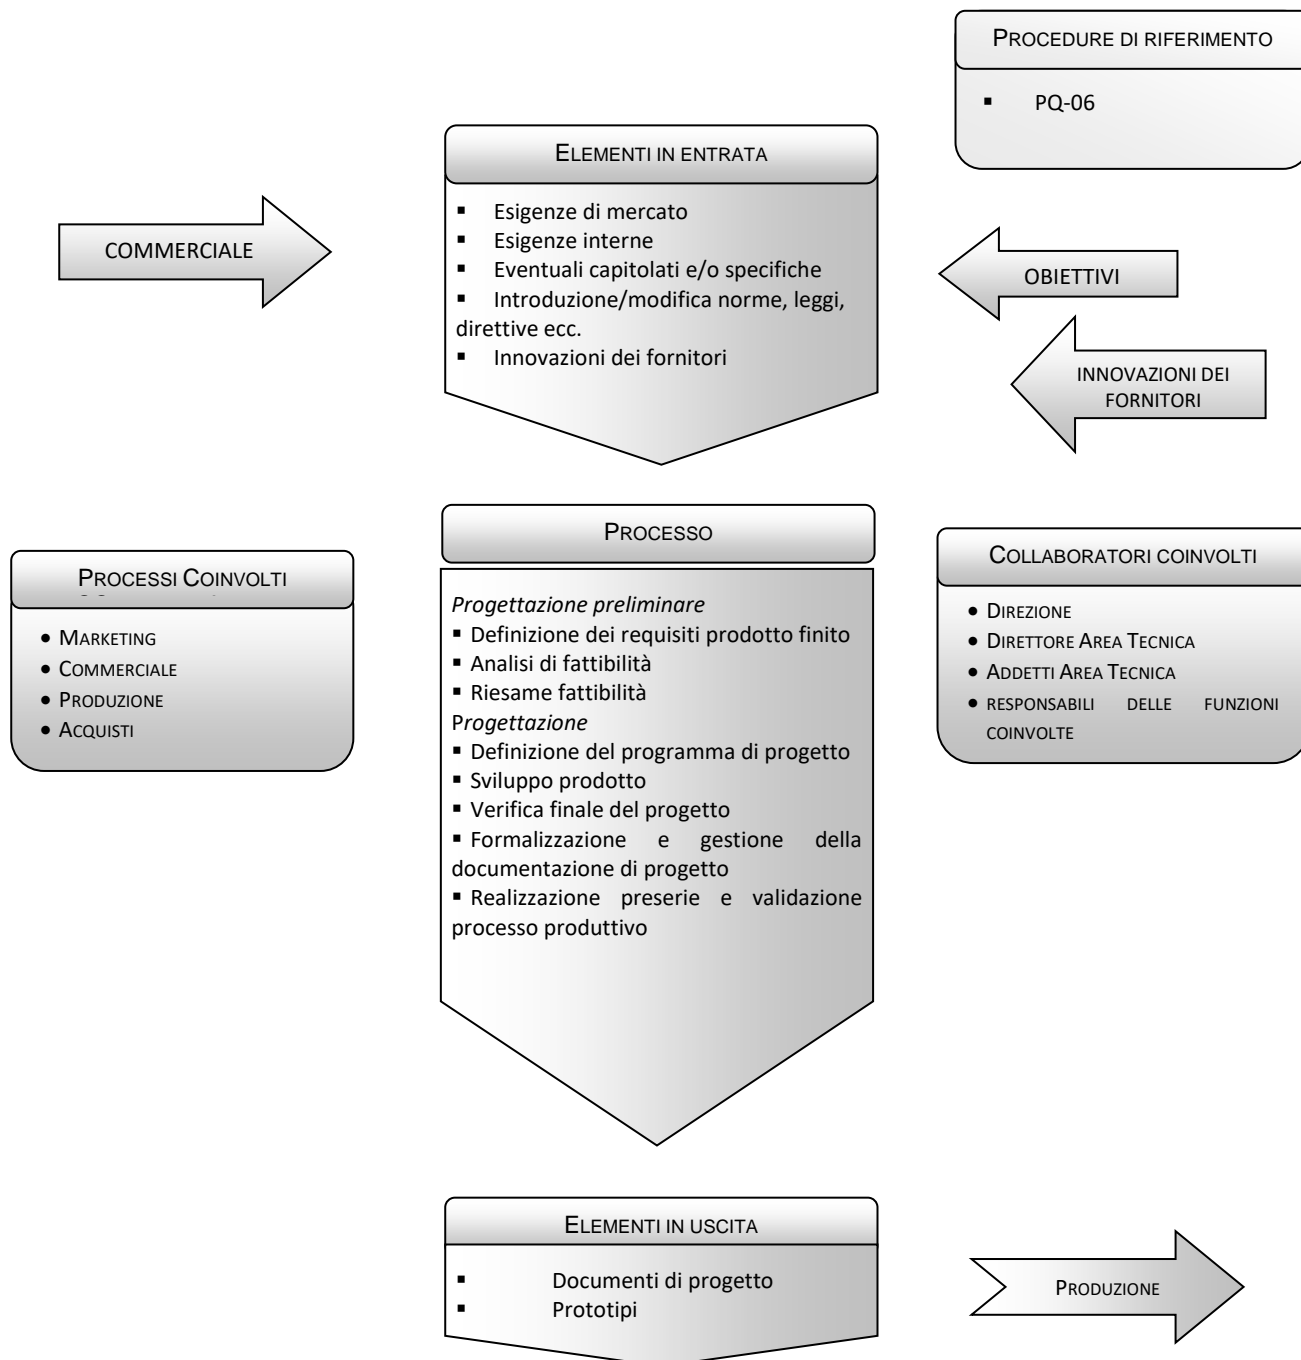 PROCEDURE DI RIFERIMENTO
▪ PQ-06
ELEMENTI IN ENTRATA
▪ Esigenze di mercato
▪ Esigenze interne
▪ Eventuali capitolati e/o specifiche
▪ Introduzione/modifica norme, leggi,
direttive ecc.
▪ Innovazioni dei fornitori
COMMERCIALE
OBIETTIVI
INNOVAZIONI DEI
FORNITORI
PROCESSO
Progettazione preliminare
▪ Definizione dei requisiti prodotto finito
▪ Analisi di fattibilità
▪ Riesame fattibilità
Progettazione
▪ Definizione del programma di progetto
▪ Sviluppo prodotto
▪ Verifica finale del progetto
▪ Formalizzazione e gestione della
documentazione di progetto
▪ Realizzazione preserie e validazione
processo produttivo
PROCESSI COINVOLTI
• MARKETING
• COMMERCIALE
• PRODUZIONE
• ACQUISTI
COLLABORATORI COINVOLTI
• DIREZIONE
• DIRETTORE AREA TECNICA
• ADDETTI AREA TECNICA
• RESPONSABILI DELLE FUNZIONI
COINVOLTE
ELEMENTI IN USCITA
▪ Documenti di progetto
▪ Prototipi
PRODUZIONE